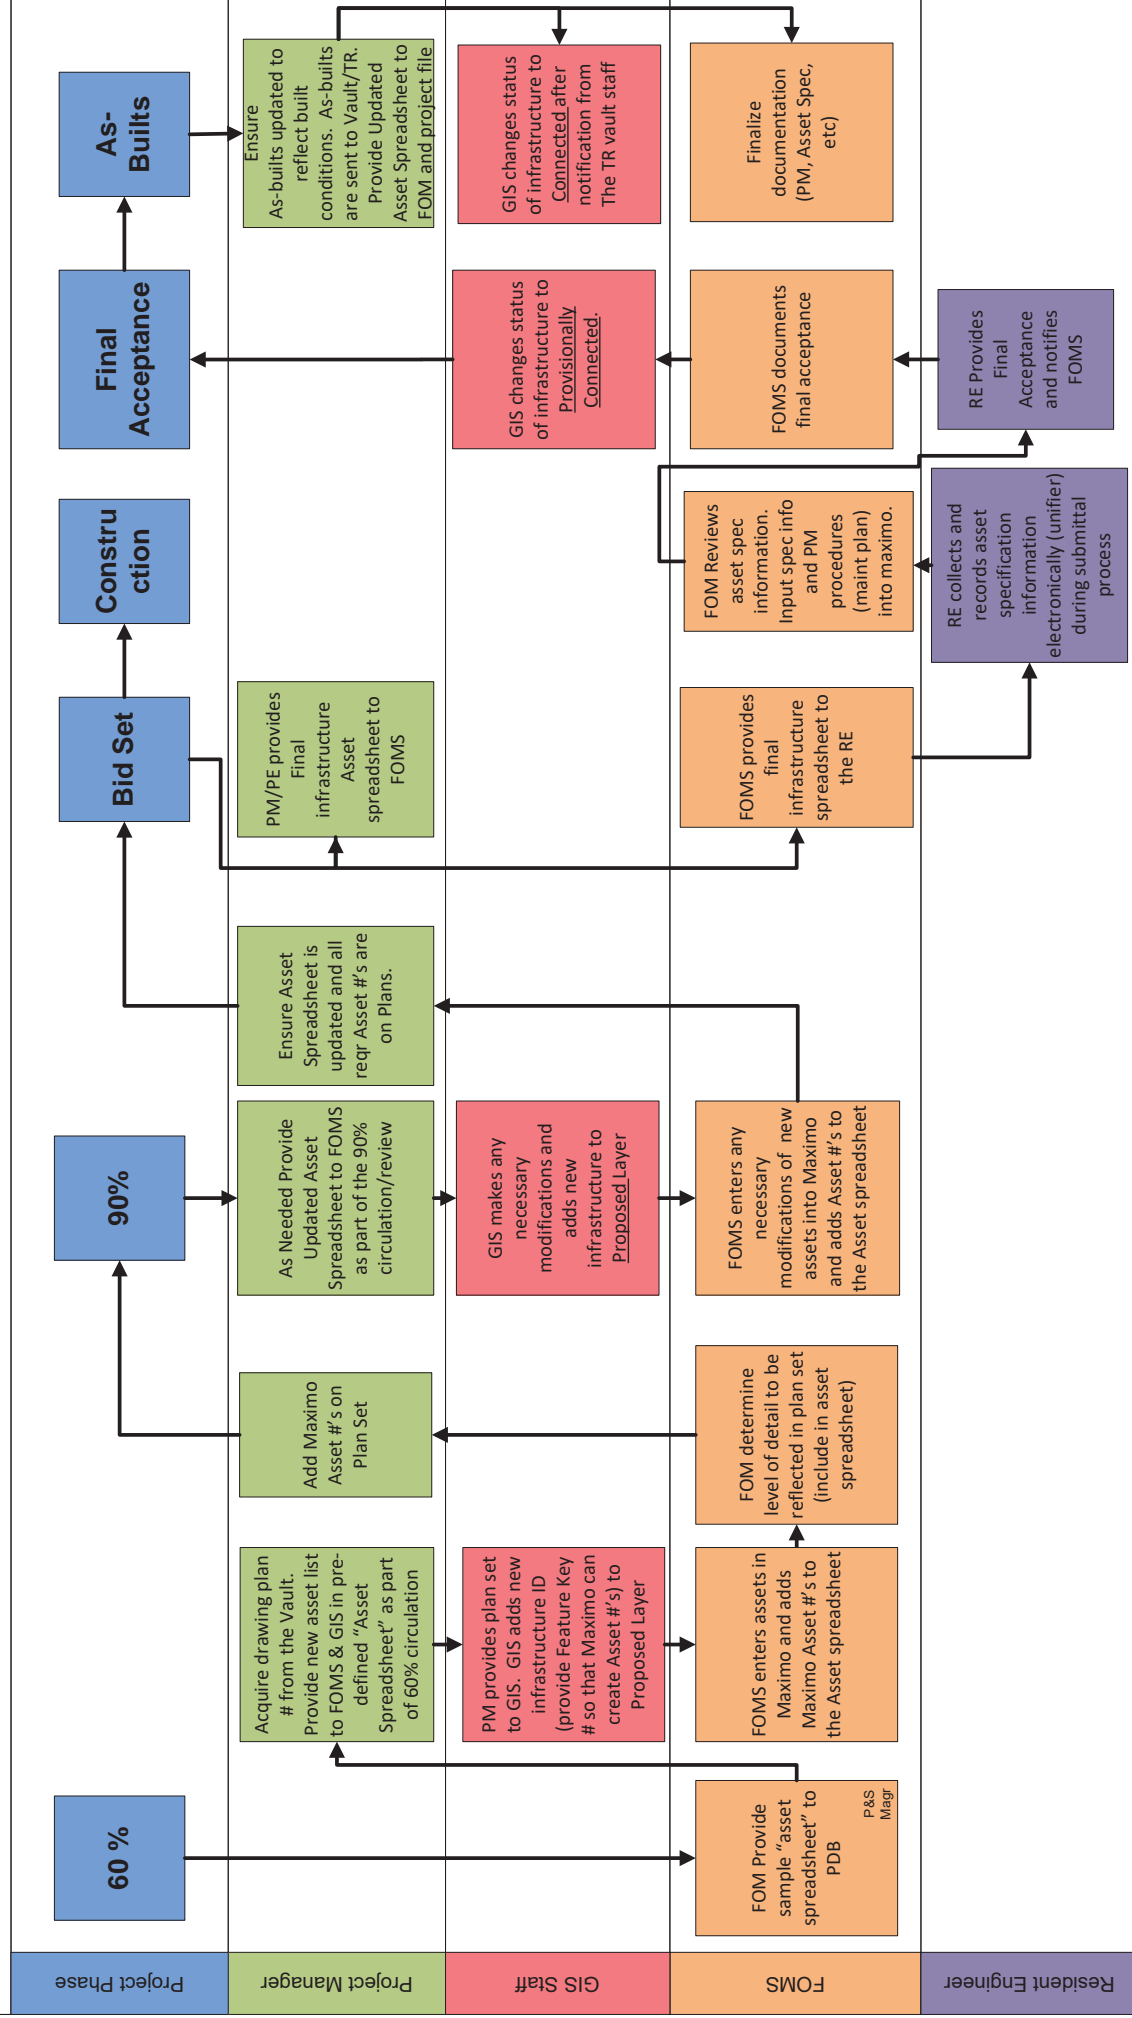 Project Phase
60 %
90%
Bid Set
Constru
ction
Final
Acceptance
As-
Builts
Project Manager
Acquire drawing plan
# from the Vault.
Provide new asset list
to FOMS & GIS in pre-
defined “Asset
Spreadsheet” as part
of 60% circulation
Add Maximo
Asset #'s on
Plan Set
As Needed Provide
Updated Asset
Spreadsheet to FOMS
as part of the 90%
circulation/review
Ensure Asset
Spreadsheet is
updated and all
reqr Asset #'s are
on Plans.
PM/PE provides
Final
infrastructure
Asset
spreadsheet to
FOMS
Ensure
As-builts updated to
reflect built
conditions. As-builts
are sent to Vault/TR.
Provide Updated
Asset Spreadsheet to
FOM and project file
GIS Staff
PM provides plan set
to GIS. GIS adds new
infrastructure ID
(provide Feature Key
# so that Maximo can
create Asset #'s) to
Proposed Layer
GIS makes any
necessary
modifications and
adds new
infrastructure to
Proposed Layer
GIS changes status
of infrastructure to
Provisionally
Connected.
GIS changes status
of infrastructure to
Connected after
notification from
The TR vault staff
FOMS
FOM Provide
sample “asset
spreadsheet” to
PDB
P&S
Magr
FOMS enters assets in
Maximo and adds
Maximo Asset #'s to
the Asset spreadsheet
FOM determine
level of detail to be
reflected in plan set
(include in asset
spreadsheet)
FOMS enters any
necessary
modifications of new
assets into Maximo
and adds Asset #'s to
the Asset spreadsheet
FOMS provides
final
infrastructure
spreadsheet to
the RE
FOM Reviews
asset spec
information.
Input spec info
and PM
procedures
(maint plan)
into maximo.
FOMS documents
final acceptance
Finalize
documentation
(PM, Asset Spec,
etc)
Resident Engineer
RE collects and
records asset
specification
information
electronically (unifier)
during submittal
process
RE Provides
Final
Acceptance
and notifies
FOMS